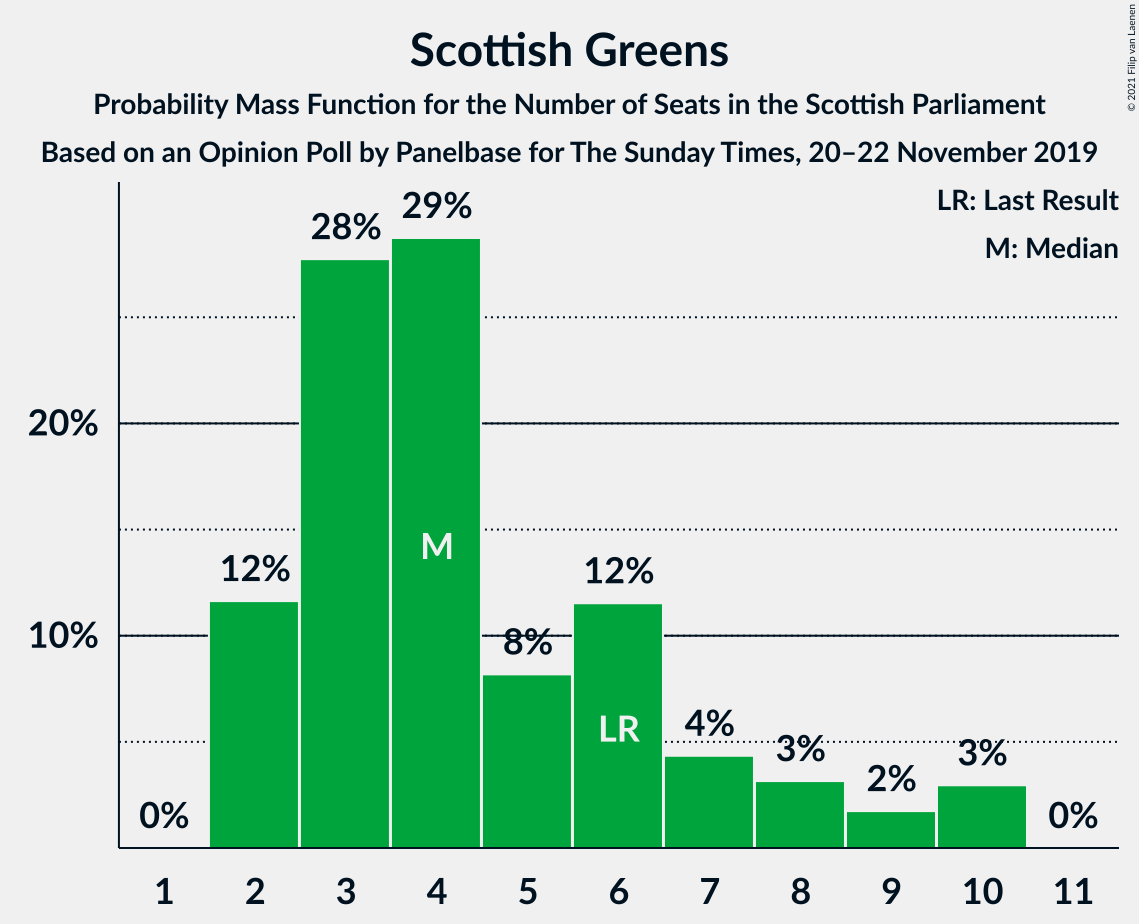 Scottish Greens
Probability Mass Function for the Number of Seats in the Scottish Parliament
Based on an Opinion Poll by Panelbase for The Sunday Times, 20–22 November 2019
© 2021 Filip van Laenen
LR: Last Result
M: Median
20%
10%
0%
12%
28%
29%
8%
12%
4%
3%
2%
3%
0%
M
LR
1 2 3 4 5 6 7 8 9 10 11